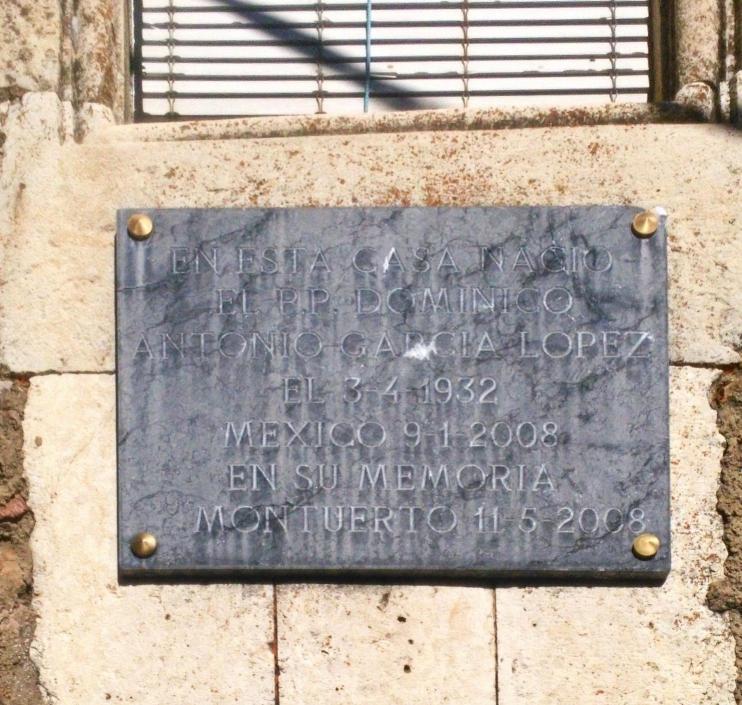 EN ESTA CASA NACIO
EL P.P. DOMINICO
ANTONIO GARCIA LOPEZ
EL 3-4-1932
MEXICO 9-1-2008
EN SU MEMORIA
MONTUERTO 11-5-2008